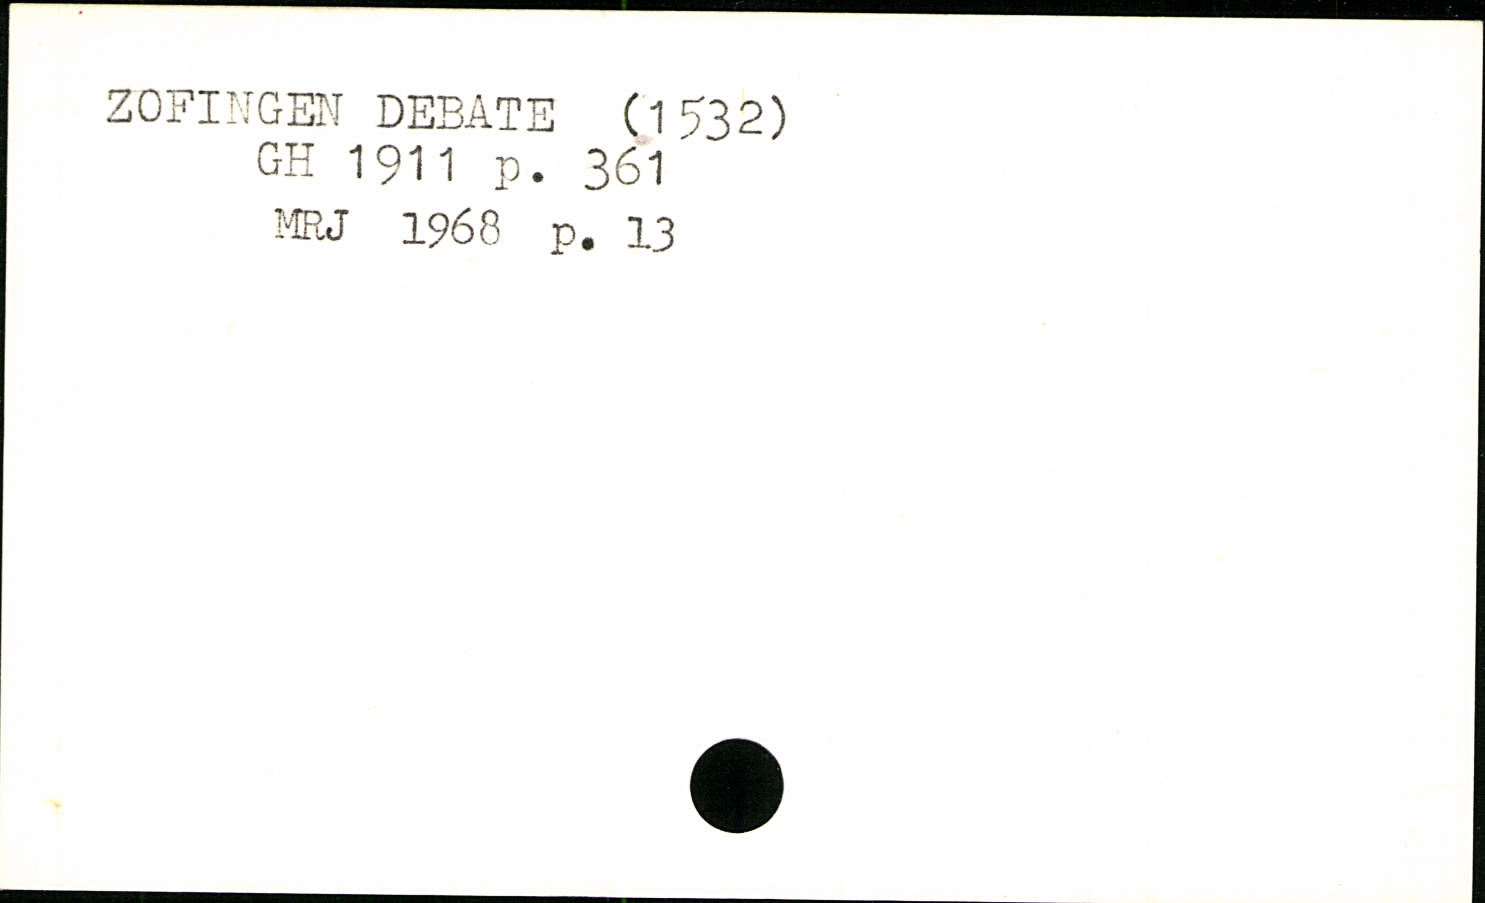 ZOFINGEN DEBATE (1532)
GH 1911 p. 361
MRJ 1968 p. 13